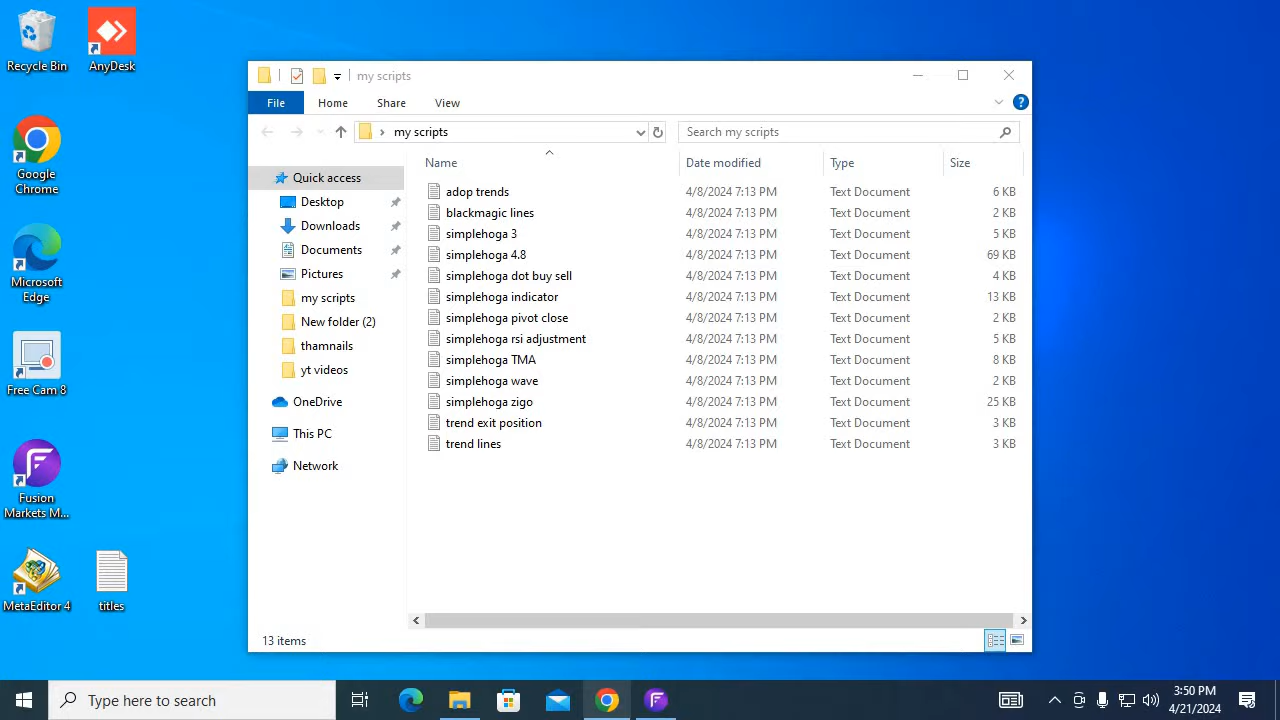 Recycle Bin
AnyDesk
Google
Chrome
Microsoft
Edge
Free Cam 8
Fusion
Markets M...
MetaEditor 4
titles
my scripts
File
Home
Share
View
my scripts
Search my scripts
Quick access
Desktop
Downloads
Documents
Pictures
my scripts
New folder (2)
thamnails
yt videos
OneDrive
This PC
Network
Name Date modified Type Size
adop trends 4/8/2024 7:13 PM Text Document 6 KB
blackmagic lines 4/8/2024 7:13 PM Text Document 2 KB
simplehoga 3 4/8/2024 7:13 PM Text Document 5 KB
simplehoga 4.8 4/8/2024 7:13 PM Text Document 69 KB
simplehoga dot buy sell 4/8/2024 7:13 PM Text Document 4 KB
simplehoga indicator 4/8/2024 7:13 PM Text Document 13 KB
simplehoga pivot close 4/8/2024 7:13 PM Text Document 2 KB
simplehoga rsi adjustment 4/8/2024 7:13 PM Text Document 5 KB
simplehoga TMA 4/8/2024 7:13 PM Text Document 8 KB
simplehoga wave 4/8/2024 7:13 PM Text Document 2 KB
simplehoga zigo 4/8/2024 7:13 PM Text Document 25 KB
trend exit position 4/8/2024 7:13 PM Text Document 3 KB
trend lines 4/8/2024 7:13 PM Text Document 3 KB
13 items
Type here to search
3:50 PM
4/21/2024